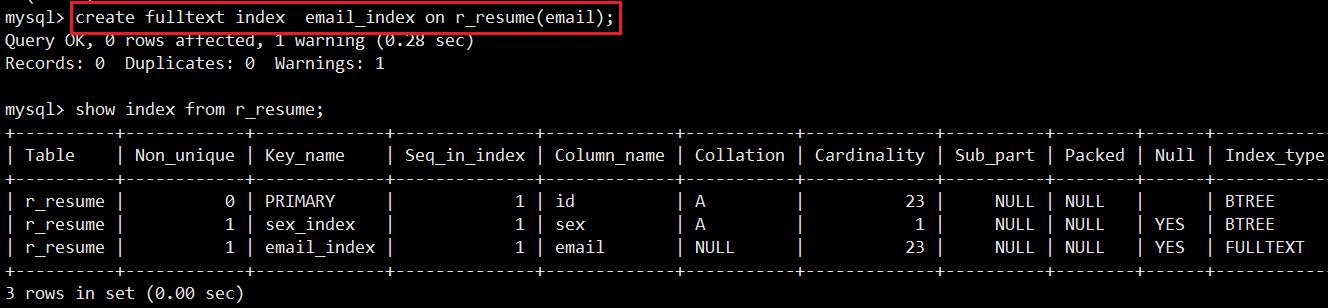 mysql> create fulltext index  email_index on r_resume(email);
Query OK, 0 rows affected, 1 warning (0.28 sec)
Records: 0  Duplicates: 0  Warnings: 1
mysql> show index from r_resume;
+----------+------------+-------------+--------------+-------------+-----------+-------------+----------+--------+------+-----------
| Table    | Non_unique | Key_name    | Seq_in_index | Column_name | Collation | Cardinality | Sub_part | Packed | Null | Index_type
+----------+------------+-------------+--------------+-------------+-----------+-------------+----------+--------+------+-----------
| r_resume |          0 | PRIMARY     |            1 | id          | A         |          23 |     NULL | NULL   |      | BTREE
| r_resume |          1 | sex_index   |            1 | sex         | A         |           1 |     NULL | NULL   | YES  | BTREE
| r_resume |          1 | email_index |            1 | email       | NULL      |          23 |     NULL | NULL   | YES  | FULLTEXT
+----------+------------+-------------+--------------+-------------+-----------+-------------+----------+--------+------+-----------
3 rows in set (0.00 sec)